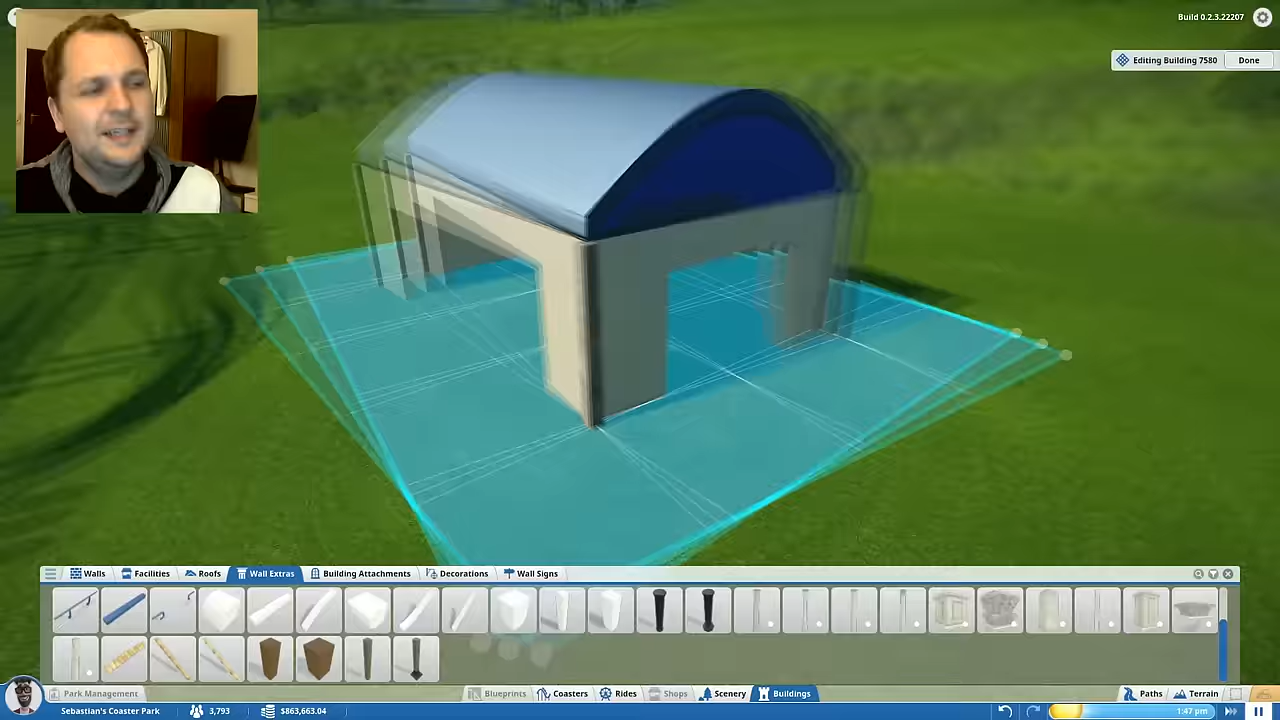 Build 0.2.3.22207
Editing Building 7580 Done
Walls Facilities Roofs Wall Extras Building Attachments Decorations Wall Signs
Park Management Blueprints Coasters Rides Shops Scenery Buildings Paths Terrain
Sebastian's Coaster Park 3,793 $863,663.04 1:47 pm